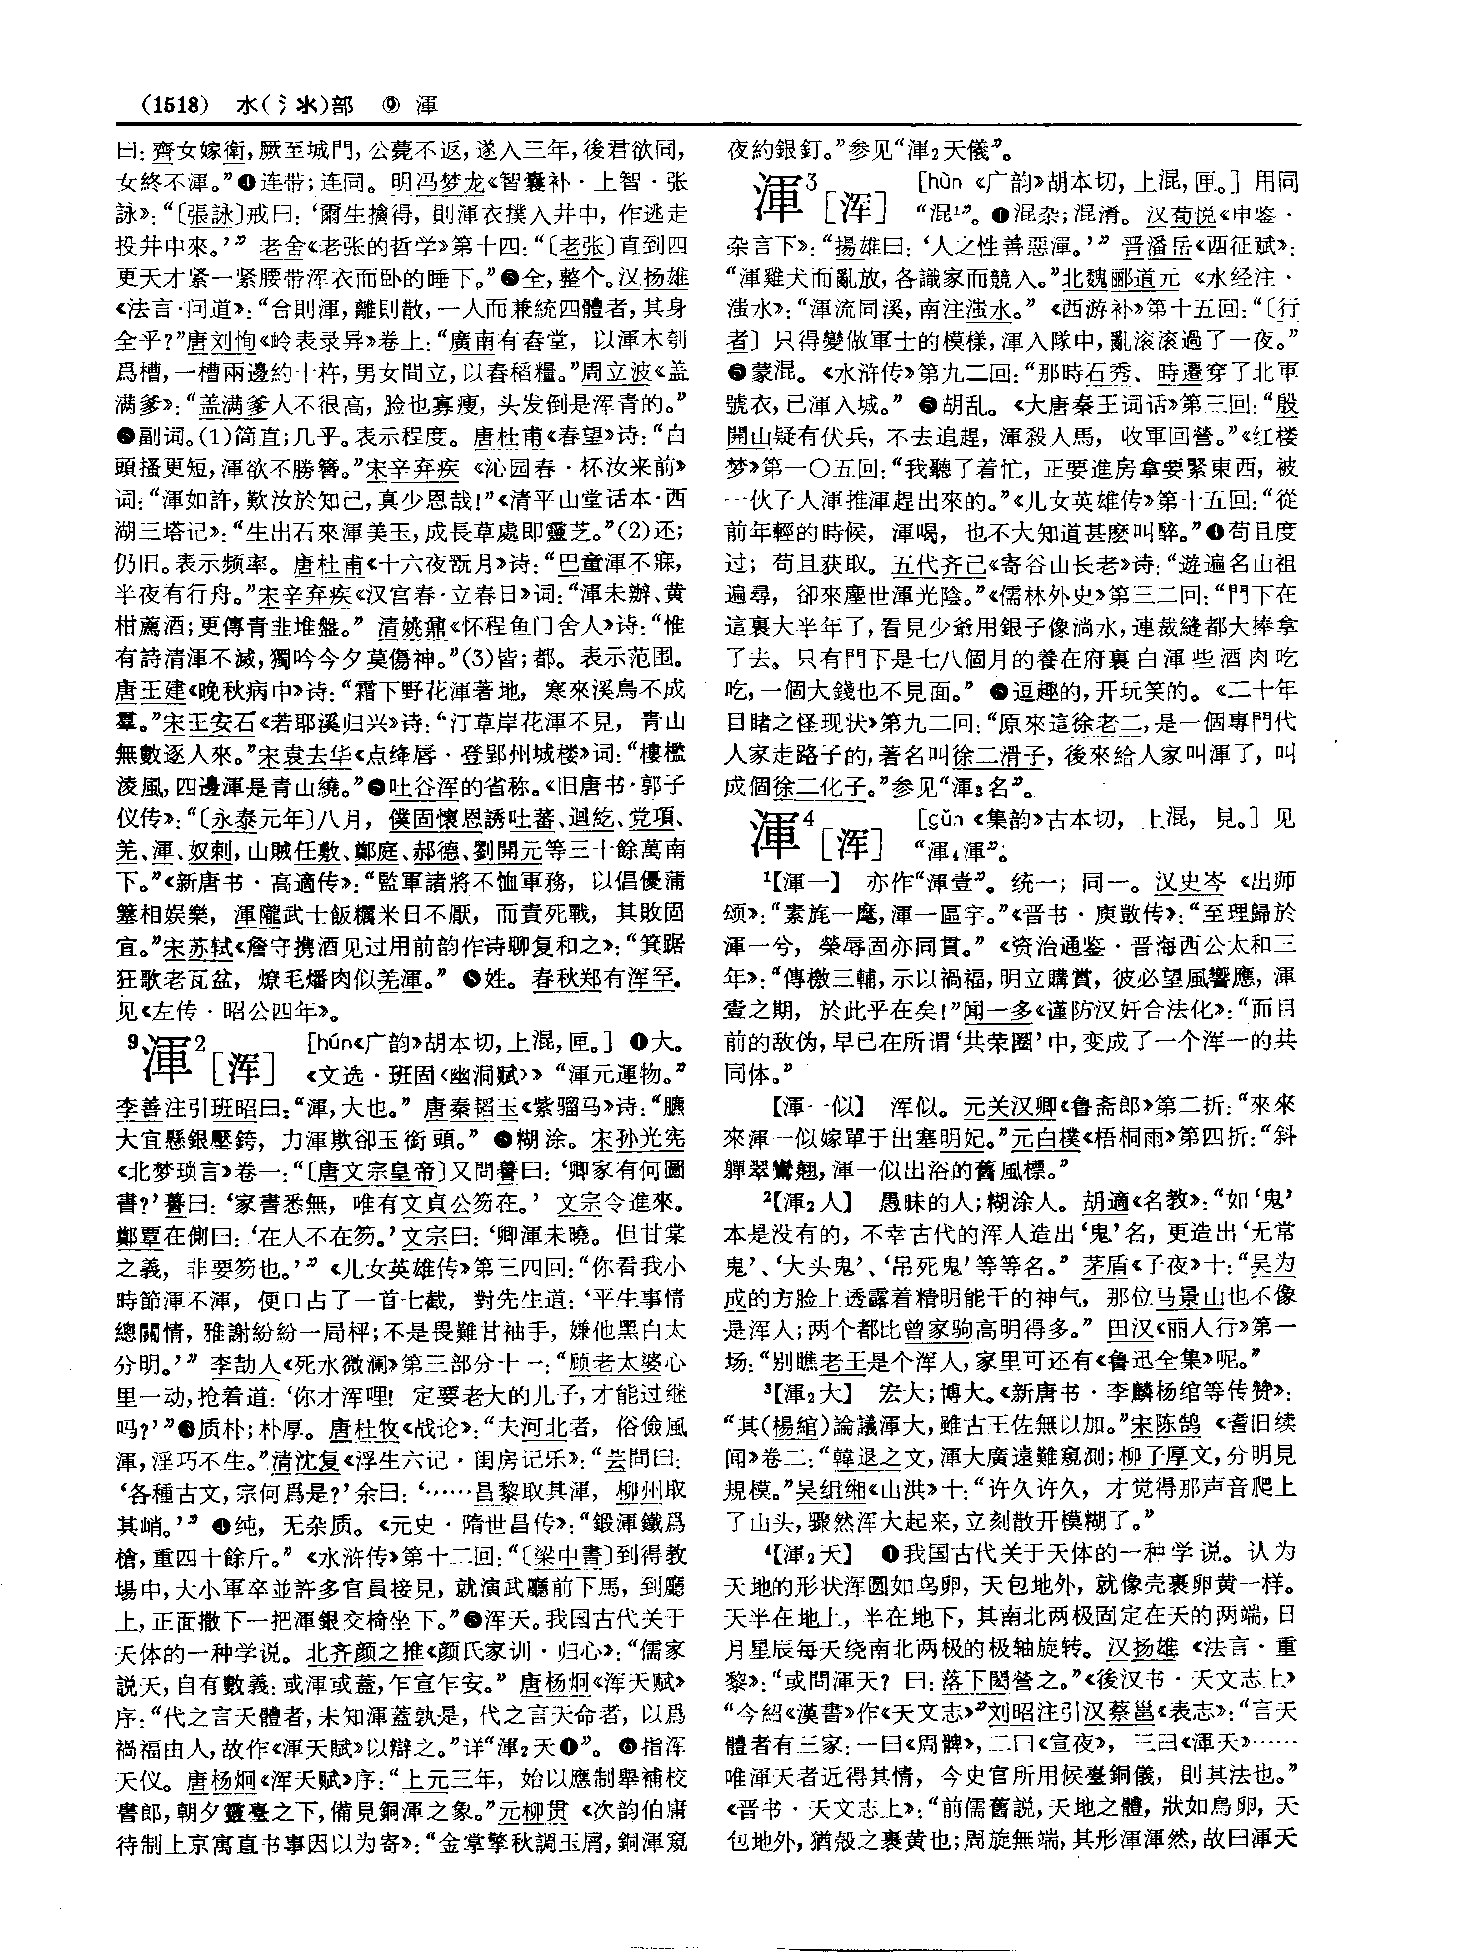 (1518) 水(氵氺)部 ⑨ 渾
曰：齊女嫁衛，厥至城門，公薨不返，遂入三年，後君欲同，
女終不渾。”❹连带；连同。明冯梦龙《智囊补·上智·张
詠》：“〔張詠〕戒曰：‘爾生擒得，則渾衣撲入井中，作逃走
投井中來。’” 老舍《老张的哲学》第十四：“〔老张〕直到四
更天才紧一紧腰带浑衣而卧的睡下。”❺全，整个。汉扬雄
《法言·问道》：“合則渾，離則散，一人而兼統四體者，其身
全乎？”唐刘恂《岭表录异》卷上：“廣南有舂堂，以渾木刳
爲槽，一槽兩邊約十杵，男女間立，以舂稻糧。”周立波《盖
满爹》：“盖满爹人不很高，脸也寡瘦，头发倒是浑青的。”
❻副词。(1)简直；几乎。表示程度。唐杜甫《春望》诗：“白
頭搔更短，渾欲不勝簪。”宋辛弃疾《沁园春·杯汝来前》
词：“渾如許，歎汝於知己，真少恩哉！”《清平山堂话本·西
湖三塔记》：“生出石來渾美玉，成長草處即靈芝。”(2)还；
仍旧。表示频率。唐杜甫《十六夜翫月》诗：“巴童渾不寐，
半夜有行舟。”宋辛弃疾《汉宫春·立春日》词：“渾未辦、黄
柑薦酒；更傳青韭堆盤。” 清姚鼐《怀程鱼门舍人》诗：“惟
有詩清渾不減，獨吟今夕莫傷神。”(3)皆；都。表示范围。
唐王建《晚秋病中》诗：“霜下野花渾著地，寒來溪鳥不成
羣。”宋王安石《若耶溪归兴》诗：“汀草岸花渾不見，青山
無數逐人來。”宋袁去华《点绛唇·登郢州城楼》词：“樓檻
淩風，四邊渾是青山繞。”❼吐谷浑的省称。《旧唐书·郭子
仪传》：“〔永泰元年〕八月，僕固懷恩誘吐蕃、迴紇、党項、
羌、渾、奴剌，山賊任敷、鄭庭、郝德、劉開元等三十餘萬南
下。”《新唐书·高適传》：“監軍諸將不恤軍務，以倡優蒲
簺相娱樂，渾隴武士飯糲米日不厭，而責死戰，其敗固
宜。”宋苏轼《詹守携酒见过用前韵作诗聊复和之》：“箕踞
狂歌老瓦盆，燎毛燔肉似羌渾。” ❽姓。春秋郑有浑罕。
见《左传·昭公四年》。
9渾2［浑］ [hún《广韵》胡本切，上混，匣。]❶大。
《文选·班固〈幽洞赋〉》“渾元運物。”
李善注引班昭曰：“渾，大也。” 唐秦韬玉《紫骝马》诗：“臕
大宜懸銀壓銙，力渾欺卻玉銜頭。” ❷糊涂。宋孙光宪
《北梦琐言》卷一：“〔唐文宗皇帝〕又問謩曰：‘卿家有何圖
書？’謩曰：‘家書悉無，唯有文貞公笏在。’ 文宗令進來。
鄭覃在側曰：‘在人不在笏。’文宗曰：‘卿渾未曉。但甘棠
之義，非要笏也。’” 《儿女英雄传》第三四回：“你看我小
時節渾不渾，便口占了一首七截，對先生道：‘平生事情
總關情，雅謝紛紛一局枰；不是畏難甘袖手，嫌他黑白太
分明。’” 李劼人《死水微澜》第三部分十一：“顾老太婆心
里一动，抢着道：‘你才浑哩！定要老大的儿子，才能过继
吗？’”❸质朴；朴厚。唐杜牧《战论》：“夫河北者，俗儉風
渾，淫巧不生。”清沈复《浮生六记·闺房记乐》：“芸問曰：
‘各種古文，宗何爲是？’余曰：‘……昌黎取其渾，柳州取
其峭。’” ❹纯，无杂质。《元史·隋世昌传》：“鍛渾鐵爲
槍，重四十餘斤。” 《水浒传》第十二回：“〔梁中書〕到得教
場中，大小軍卒並許多官員接見，就演武廳前下馬，到廳
上，正面撒下一把渾銀交椅坐下。”❺浑天。我国古代关于
天体的一种学说。北齐颜之推《颜氏家训·归心》：“儒家
説天，自有數義：或渾或蓋，乍宣乍安。” 唐杨炯《浑天赋》
序：“代之言天體者，未知渾蓋孰是，代之言天命者，以爲
禍福由人，故作《渾天賦》以辯之。”详“渾2天❶”。 ❻指浑
天仪。唐杨炯《浑天赋》序：“上元三年，始以應制舉補校
書郎，朝夕靈臺之下，備見銅渾之象。”元柳贯《次韵伯庸
待制上京寓直书事因以为寄》：“金掌擎秋調玉屑，銅渾窺
夜約銀釘。”参见“渾2天儀”。
渾3［浑］ [hùn《广韵》胡本切，上混，匣。]用同
“混1”。❶混杂；混淆。汉荀悦《申鉴·
杂言下》：“揚雄曰：‘人之性善惡渾。’” 晋潘岳《西征赋》：
“渾雞犬而亂放，各識家而競入。”北魏郦道元《水经注·
滍水》：“渾流同溪，南注滍水。” 《西游补》第十五回：“〔行
者〕只得變做軍士的模樣，渾入隊中，亂滚滚過了一夜。”
❷蒙混。《水浒传》第九二回：“那時石秀、時遷穿了北軍
號衣，已渾入城。” ❸胡乱。《大唐秦王词话》第三回：“殷
開山疑有伏兵，不去追趕，渾殺人馬，收軍回營。”《红楼
梦》第一〇五回：“我聽了着忙，正要進房拿要緊東西，被
一伙子人渾推渾趕出來的。”《儿女英雄传》第十五回：“從
前年輕的時候，渾喝，也不大知道甚麽叫醉。”❹苟且度
过；苟且获取。五代齐己《寄谷山长老》诗：“遊遍名山祖
遍尋，卻來塵世渾光陰。”《儒林外史》第三二回：“門下在
這裏大半年了，看見少爺用銀子像淌水，連裁縫都大捧拿
了去。只有門下是七八個月的養在府裏白渾些酒肉吃
吃，一個大錢也不見面。” ❺逗趣的，开玩笑的。《二十年
目睹之怪现状》第九二回：“原來這徐老二，是一個專門代
人家走路子的，著名叫徐二滑子，後來給人家叫渾了，叫
成個徐二化子。”参见“渾3名”。
渾4［浑］ [gǔn《集韵》古本切，上混，見。]见
“渾4渾”。
1【渾一】 亦作“渾壹”。统一；同一。汉史岑《出师
颂》：“素旄一麾，渾一區宇。”《晋书·庾敳传》：“至理歸於
渾一兮，榮辱固亦同貫。” 《资治通鉴·晋海西公太和三
年》：“傳檄三輔，示以禍福，明立購賞，彼必望風響應，渾
壹之期，於此乎在矣！”闻一多《谨防汉奸合法化》：“而目
前的敌伪，早已在所谓‘共荣圈’中，变成了一个浑一的共
同体。”
【渾一似】 浑似。元关汉卿《鲁斋郎》第二折：“來來
來渾一似嫁單于出塞明妃。”元白樸《梧桐雨》第四折：“斜
軃翠鸞翹，渾一似出浴的舊風標。”
2【渾2人】 愚昧的人；糊涂人。胡適《名教》：“如‘鬼’
本是没有的，不幸古代的浑人造出‘鬼’名，更造出‘无常
鬼’、‘大头鬼’、‘吊死鬼’等等名。” 茅盾《子夜》十：“吴为
成的方脸上透露着精明能干的神气，那位马景山也不像
是浑人；两个都比曾家驹高明得多。” 田汉《丽人行》第一
场：“别瞧老王是个浑人，家里可还有《鲁迅全集》呢。”
3【渾2大】 宏大；博大。《新唐书·李麟杨绾等传赞》：
“其(楊綰)論議渾大，雖古王佐無以加。”宋陈鹄《耆旧续
闻》卷二：“韓退之文，渾大廣遠難窺測；柳子厚文，分明見
規模。”吴组缃《山洪》十：“许久许久，才觉得那声音爬上
了山头，骤然浑大起来，立刻散开模糊了。”
4【渾2天】 ❶我国古代关于天体的一种学说。认为
天地的形状浑圆如鸟卵，天包地外，就像壳裹卵黄一样。
天半在地上，半在地下，其南北两极固定在天的两端，日
月星辰每天绕南北两极的极轴旋转。汉扬雄《法言·重
黎》：“或問渾天？曰：落下閎營之。”《後汉书·天文志上》
“今紹《漢書》作《天文志》”刘昭注引汉蔡邕《表志》：“言天
體者有三家：一曰《周髀》，二曰《宣夜》，三曰《渾天》……
唯渾天者近得其情，今史官所用候臺銅儀，則其法也。”
《晋书·天文志上》：“前儒舊説，天地之體，狀如鳥卵，天
包地外，猶殻之裹黄也；周旋無端，其形渾渾然，故曰渾天